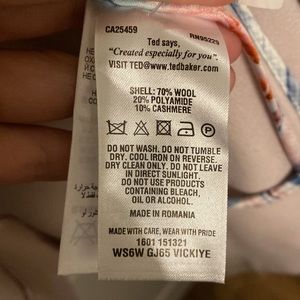 CA25459 RN95229
Ted says,
"Created especially for you".
VISIT TED@www.tedbaker.com
SHELL: 70% WOOL
20% POLYAMIDE
10% CASHMERE
P
DO NOT WASH. DO NOT TUMBLE
DRY. COOL IRON ON REVERSE.
DRY CLEAN ONLY. DO NOT LEAVE
IN DIRECT SUNLIGHT.
DO NOT USE PRODUCTS
CONTAINING BLEACH,
OIL OR ALCOHOL.
MADE IN ROMANIA
MADE WITH CARE, WEAR WITH PRIDE
1601 151321
WS6W GJ65 VICKIYE